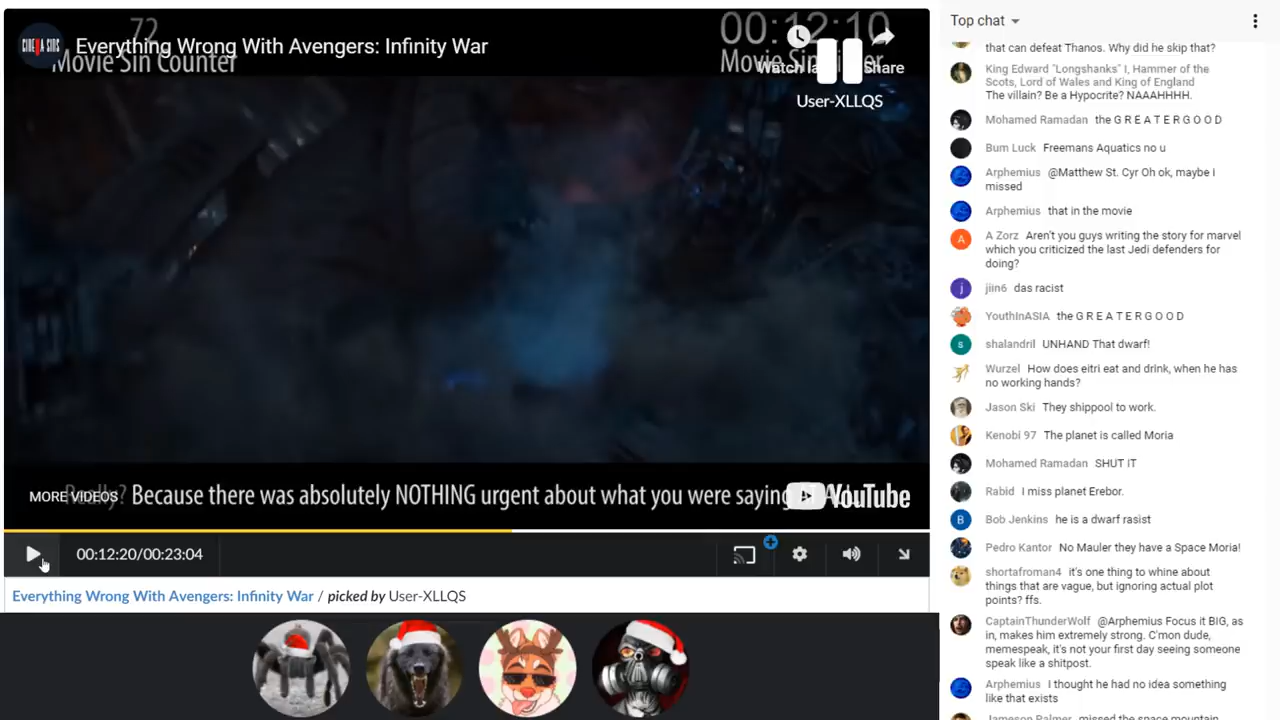 72
Movie Sin Counter
00:12:10
Movie Sin Timer
CINEMA SINS
Everything Wrong With Avengers: Infinity War
Share
User-XLLQS
MORE VIDEOS
Really? Because there was absolutely NOTHING urgent about what you were saying
YouTube
00:12:20/00:23:04
Everything Wrong With Avengers: Infinity War / picked by User-XLLQS
Top chat
that can defeat Thanos. Why did he skip that?
King Edward "Longshanks" I, Hammer of the
Scots, Lord of Wales and King of England
The villain? Be a Hypocrite? NAAAHHHH.
Mohamed Ramadan the G R E A T E R G O O D
Bum Luck Freemans Aquatics no u
Arphemius @Matthew St. Cyr Oh ok, maybe i
missed
Arphemius that in the movie
A
A Zorz Aren't you guys writing the story for marvel
which you criticized the last Jedi defenders for
doing?
j
jiin6 das racist
YouthInASIA the G R E A T E R G O O D
s
shalandril UNHAND That dwarf!
Wurzel How does eitri eat and drink, when he has
no working hands?
Jason Ski They shippool to work.
Kenobi 97 The planet is called Moria
Mohamed Ramadan SHUT IT
Rabid I miss planet Erebor.
B
Bob Jenkins he is a dwarf rasist
Pedro Kantor No Mauler they have a Space Moria!
shortafroman4 it's one thing to whine about
things that are vague, but ignoring actual plot
points? ffs.
CaptainThunderWolf @Arphemius Focus it BIG, as
in, makes him extremely strong. C'mon dude,
memespeak, it's not your first day seeing someone
speak like a shitpost.
Arphemius I thought he had no idea something
like that exists
Jameson Palmer missed the space mountain